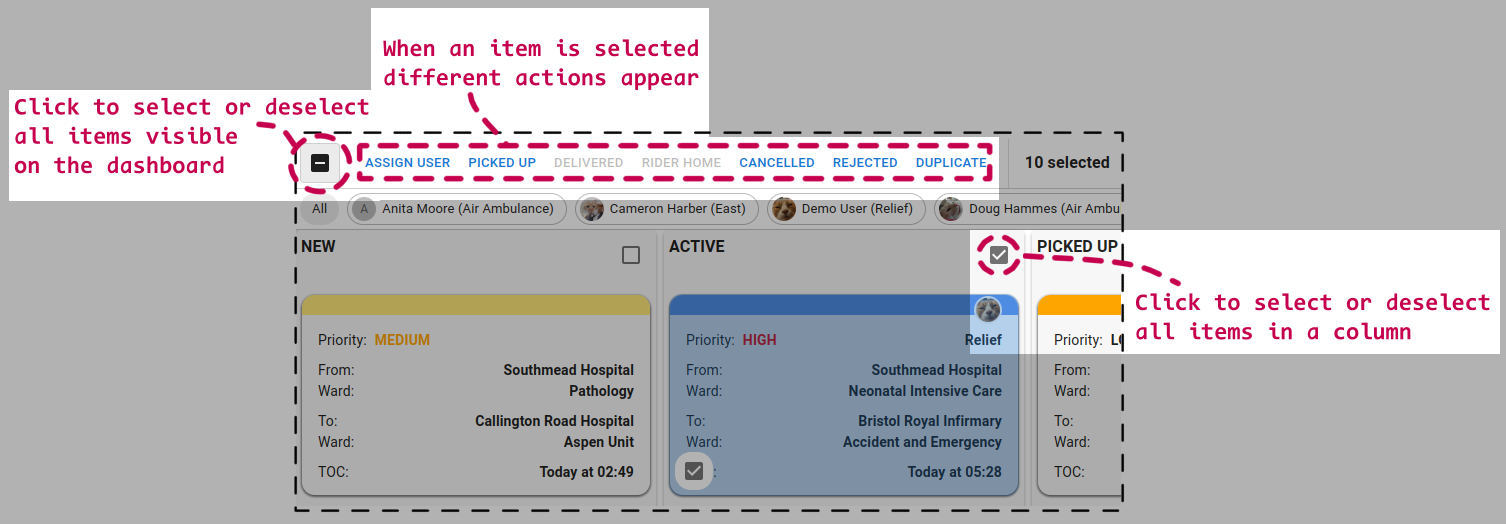 When an item is selected
different actions appear
Click to select or deselect
all items visible
on the dashboard
ASSIGN USER PICKED UP DELIVERED RIDER HOME CANCELLED REJECTED DUPLICATE 10 selected
All A Anita Moore (Air Ambulance) Cameron Harber (East) Demo User (Relief) Doug Hammes (Air Ambu
NEW ACTIVE PICKED UP
Click to select or deselect
all items in a column
Priority: MEDIUM
From: Southmead Hospital
Ward: Pathology
To: Callington Road Hospital
Ward: Aspen Unit
TOC: Today at 02:49
Priority: HIGH Relief
From: Southmead Hospital
Ward: Neonatal Intensive Care
To: Bristol Royal Infirmary
Ward: Accident and Emergency
: Today at 05:28
Priority:
From:
Ward:
To:
Ward:
TOC: